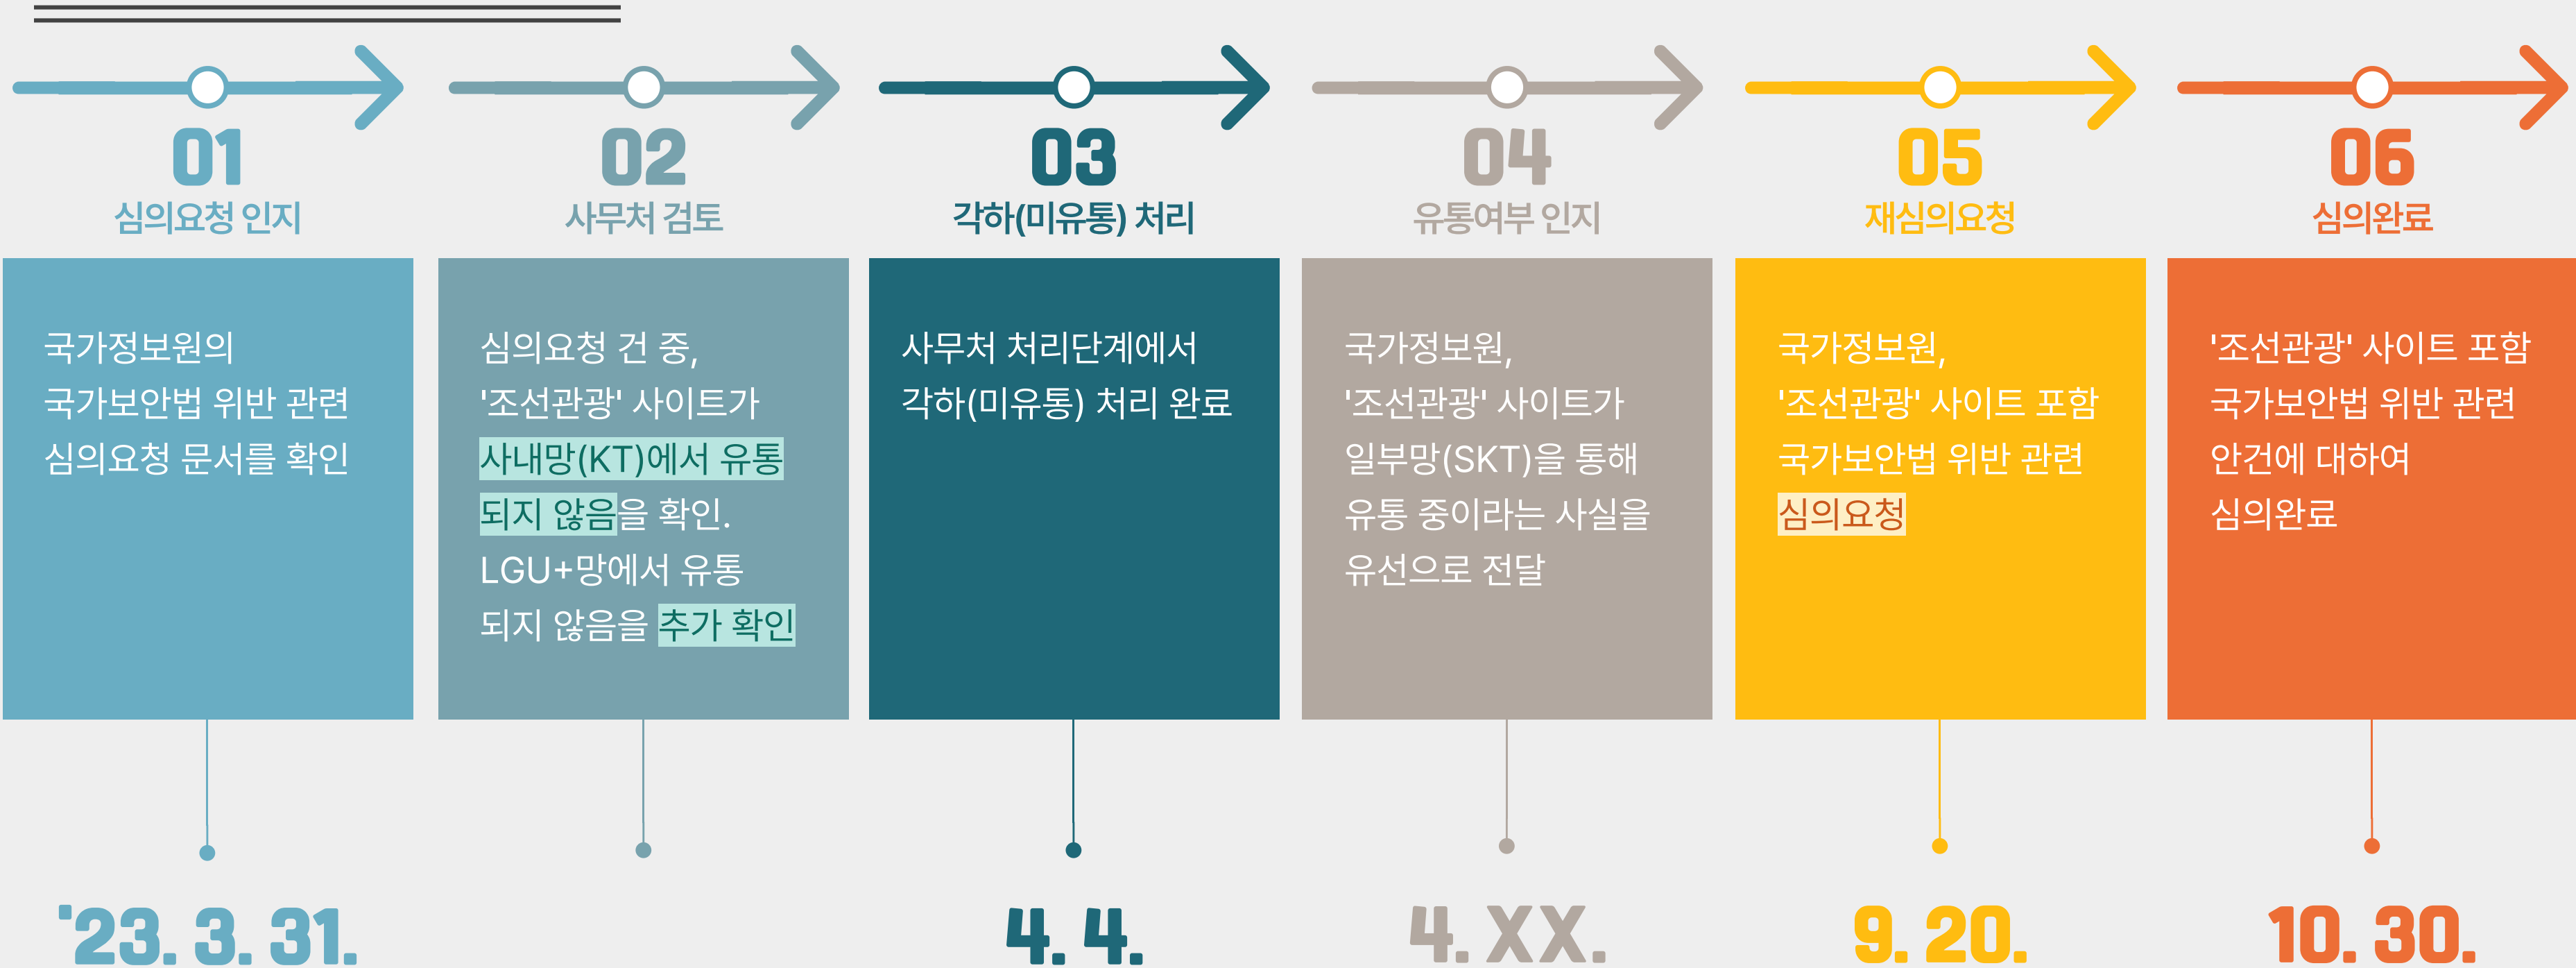 01
심의요청 인지
국가정보원의
국가보안법 위반 관련
심의요청 문서를 확인
'23. 3. 31.
02
사무처 검토
심의요청 건 중,
'조선관광' 사이트가
사내망(KT)에서 유통
되지 않음을 확인.
LGU+망에서 유통
되지 않음을 추가 확인
03
각하(미유통) 처리
사무처 처리단계에서
각하(미유통) 처리 완료
4. 4.
04
유통여부 인지
국가정보원,
'조선관광' 사이트가
일부망(SKT)을 통해
유통 중이라는 사실을
유선으로 전달
4. XX.
05
재심의요청
국가정보원,
'조선관광' 사이트 포함
국가보안법 위반 관련
심의요청
9. 20.
06
심의완료
'조선관광' 사이트 포함
국가보안법 위반 관련
안건에 대하여
심의완료
10. 30.